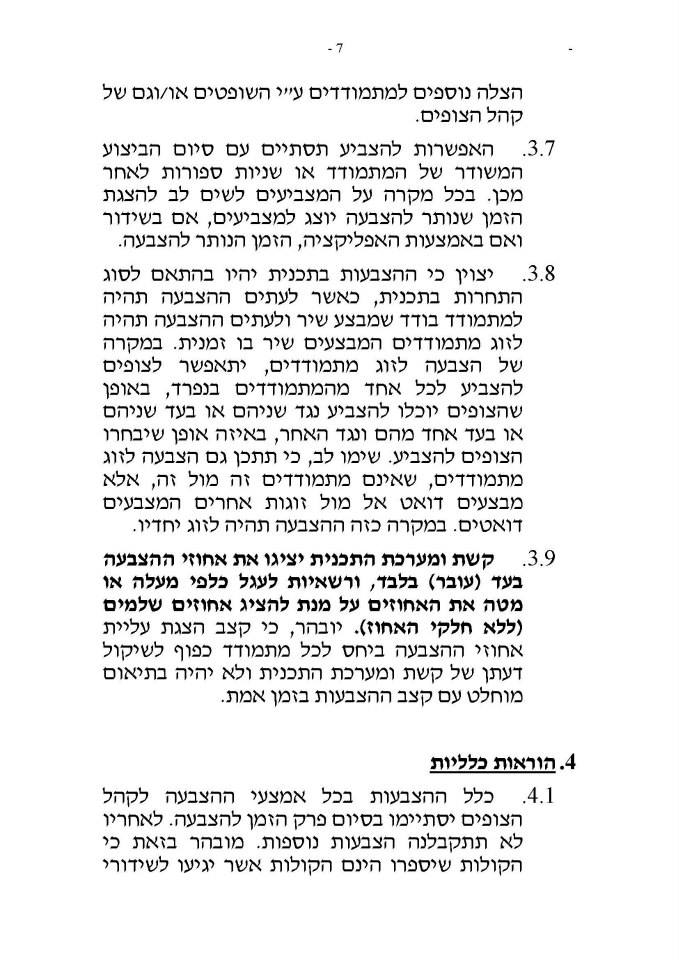 - 7 -
הצלה נוספים למתמודדים ע״י השופטים או/וגם של
קהל הצופים.
3.7. האפשרות להצביע תסתיים עם סיום הביצוע
המשודר של המתמודד או שניות ספורות לאחר
מכן. בכל מקרה על המצביעים לשים לב להצגת
הזמן שנותר להצבעה יוצג למצביעים, אם בשידור
ואם באמצעות האפליקציה, הזמן הנותר להצבעה.
3.8. יצוין כי ההצבעות בתכנית יהיו בהתאם לסוג
התחרות בתכנית, כאשר לעתים ההצבעה תהיה
למתמודד בודד שמבצע שיר ולעתים ההצבעה תהיה
לזוג מתמודדים המבצעים שיר בו זמנית. במקרה
של הצבעה לזוג מתמודדים, יתאפשר לצופים
להצביע לכל אחד מהמתמודדים בנפרד, באופן
שהצופים יוכלו להצביע נגד שניהם או בעד שניהם
או בעד אחד מהם ונגד האחר, באיזה אופן שיבחרו
הצופים להצביע. שימו לב, כי תתכן גם הצבעה לזוג
מתמודדים, שאינם מתמודדים זה מול זה, אלא
מבצעים דואט אל מול זוגות אחרים המצבעים
דואטים. במקרה כזה ההצבעה תהיה לזוג יחדיו.
3.9. קשת ומערכת התכנית יציגו את אחוזי ההצבעה
בעד (עובר) בלבד, ורשאיות לעגל כלפי מעלה או
מטה את האחוזים על מנת להציג אחוזים שלמים
(ללא חלקי האחוז). יובהר, כי קצב הצגת עליית
אחוזי ההצבעה ביחס לכל מתמודד כפוף לשיקול
דעתן של קשת ומערכת התכנית ולא יהיה בתיאום
מוחלט עם קצב ההצבעות בזמן אמת.
4. הוראות כלליות
4.1. כלל ההצבעות בכל אמצעי ההצבעה לקהל
הצופים יסתיימו בסיום פרק הזמן להצבעה. לאחריו
לא תתקבלנה הצבעות נוספות. מובהר בזאת כי
הקולות שיספרו הינם הקולות אשר יגיעו לשידורי